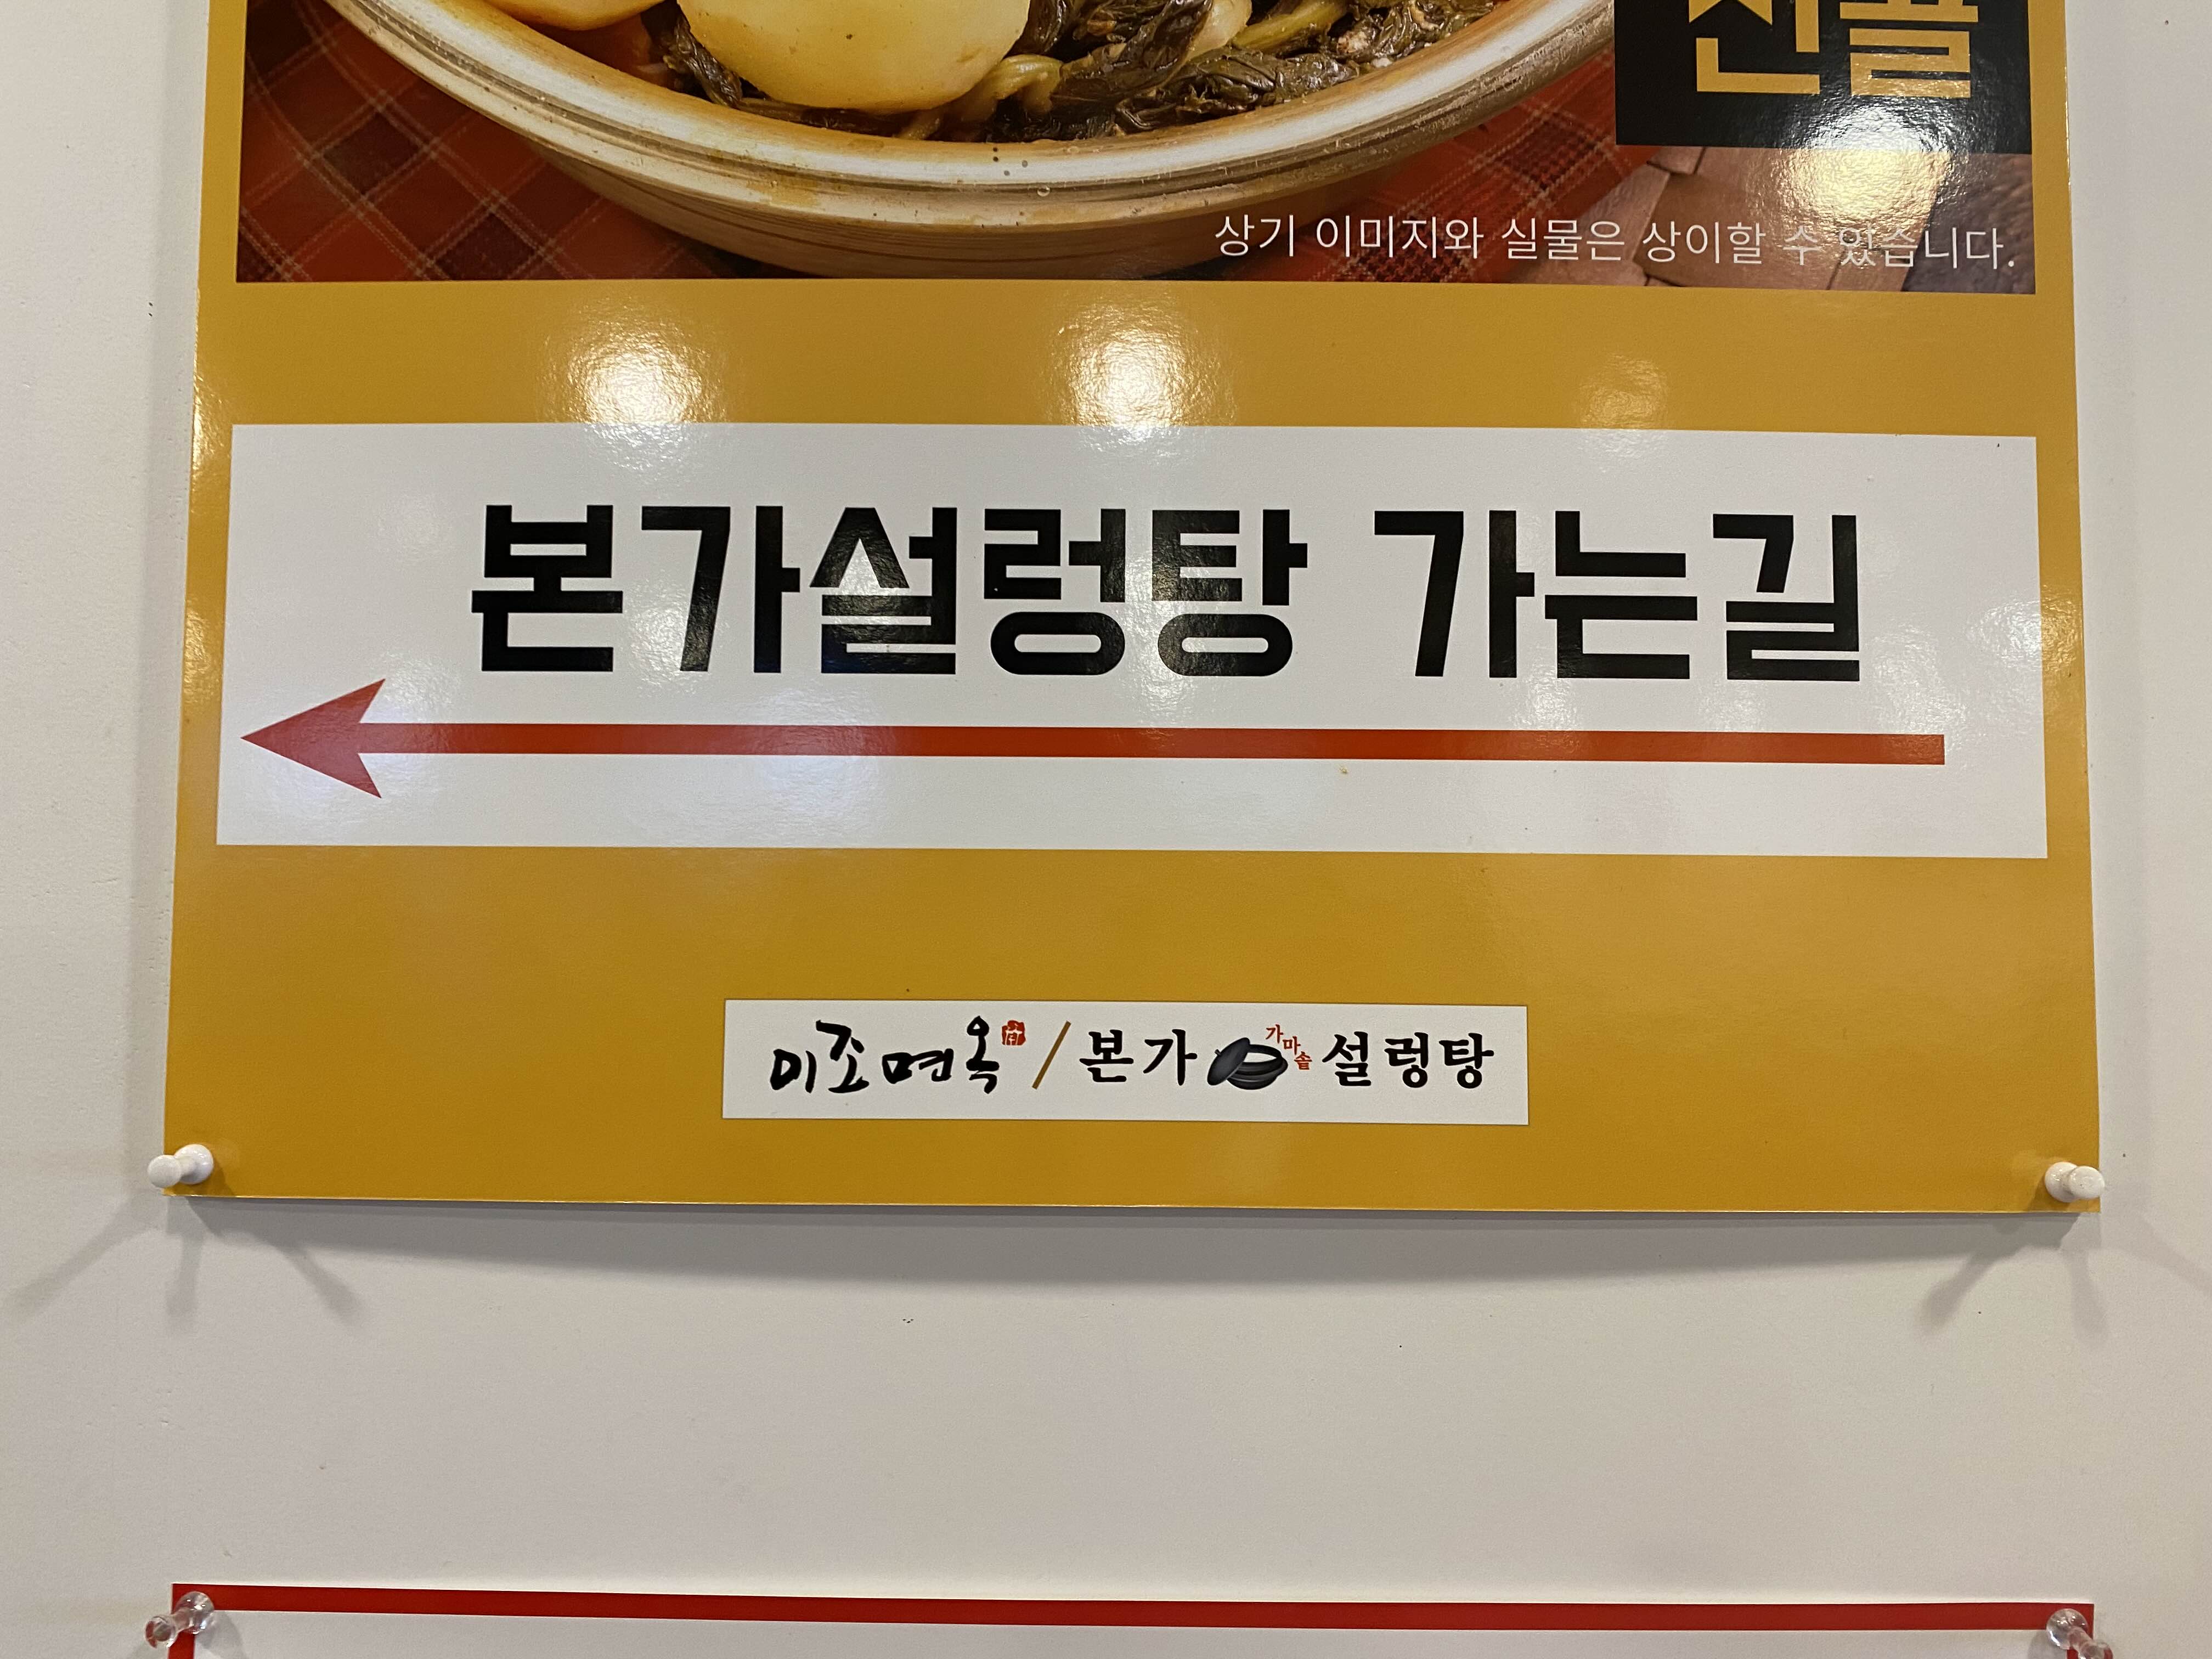 상기 이미지와 실물은 상이할 수 있습니다.
본가설렁탕 가는길
이조면옥 / 본가 가마솥 설렁탕